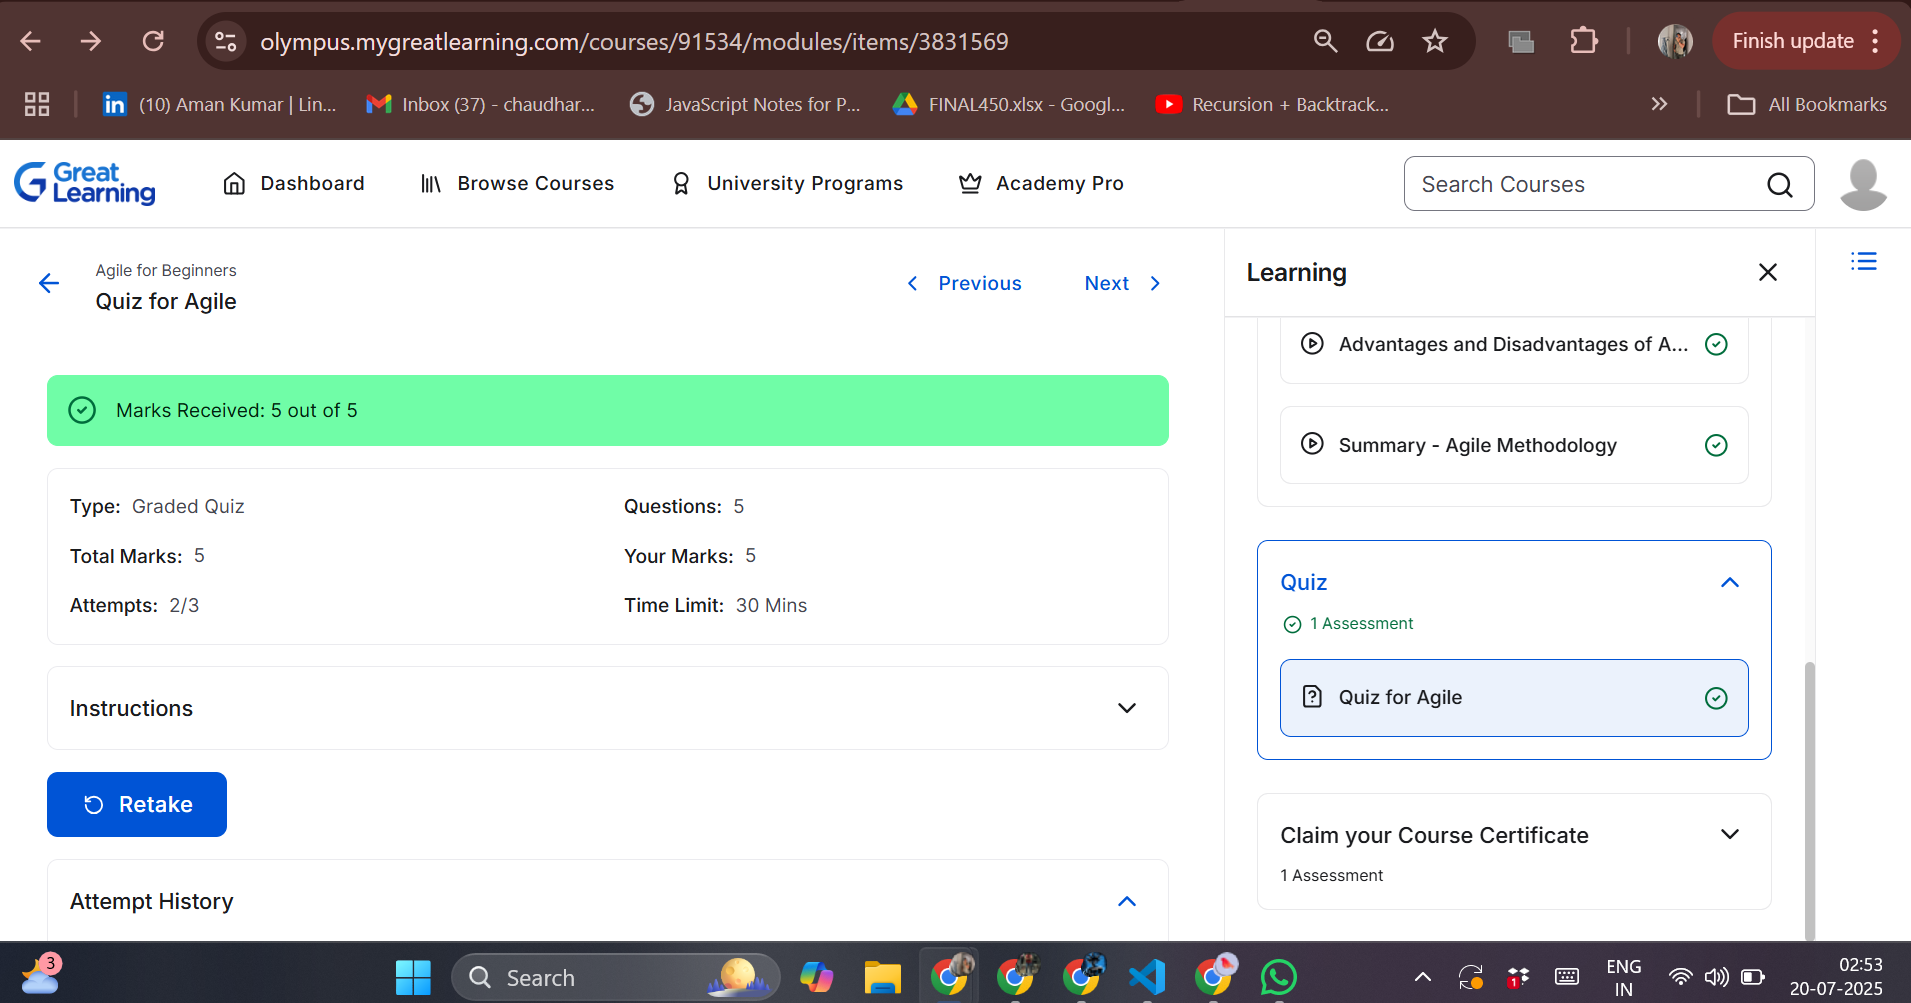 olympus.mygreatlearning.com/courses/91534/modules/items/3831569
Finish update
(10) Aman Kumar | Lin...
Inbox (37) - chaudhar...
JavaScript Notes for P...
FINAL450.xlsx - Googl...
Recursion + Backtrack...
All Bookmarks
Great Learning
Dashboard
Browse Courses
University Programs
Academy Pro
Search Courses
Agile for Beginners
Quiz for Agile
Previous
Next
Marks Received: 5 out of 5
Type: Graded Quiz
Questions: 5
Total Marks: 5
Your Marks: 5
Attempts: 2/3
Time Limit: 30 Mins
Instructions
Retake
Attempt History
Learning
Advantages and Disadvantages of A...
Summary - Agile Methodology
Quiz
1 Assessment
Quiz for Agile
Claim your Course Certificate
1 Assessment
3
Search
1
ENG
IN
02:53
20-07-2025